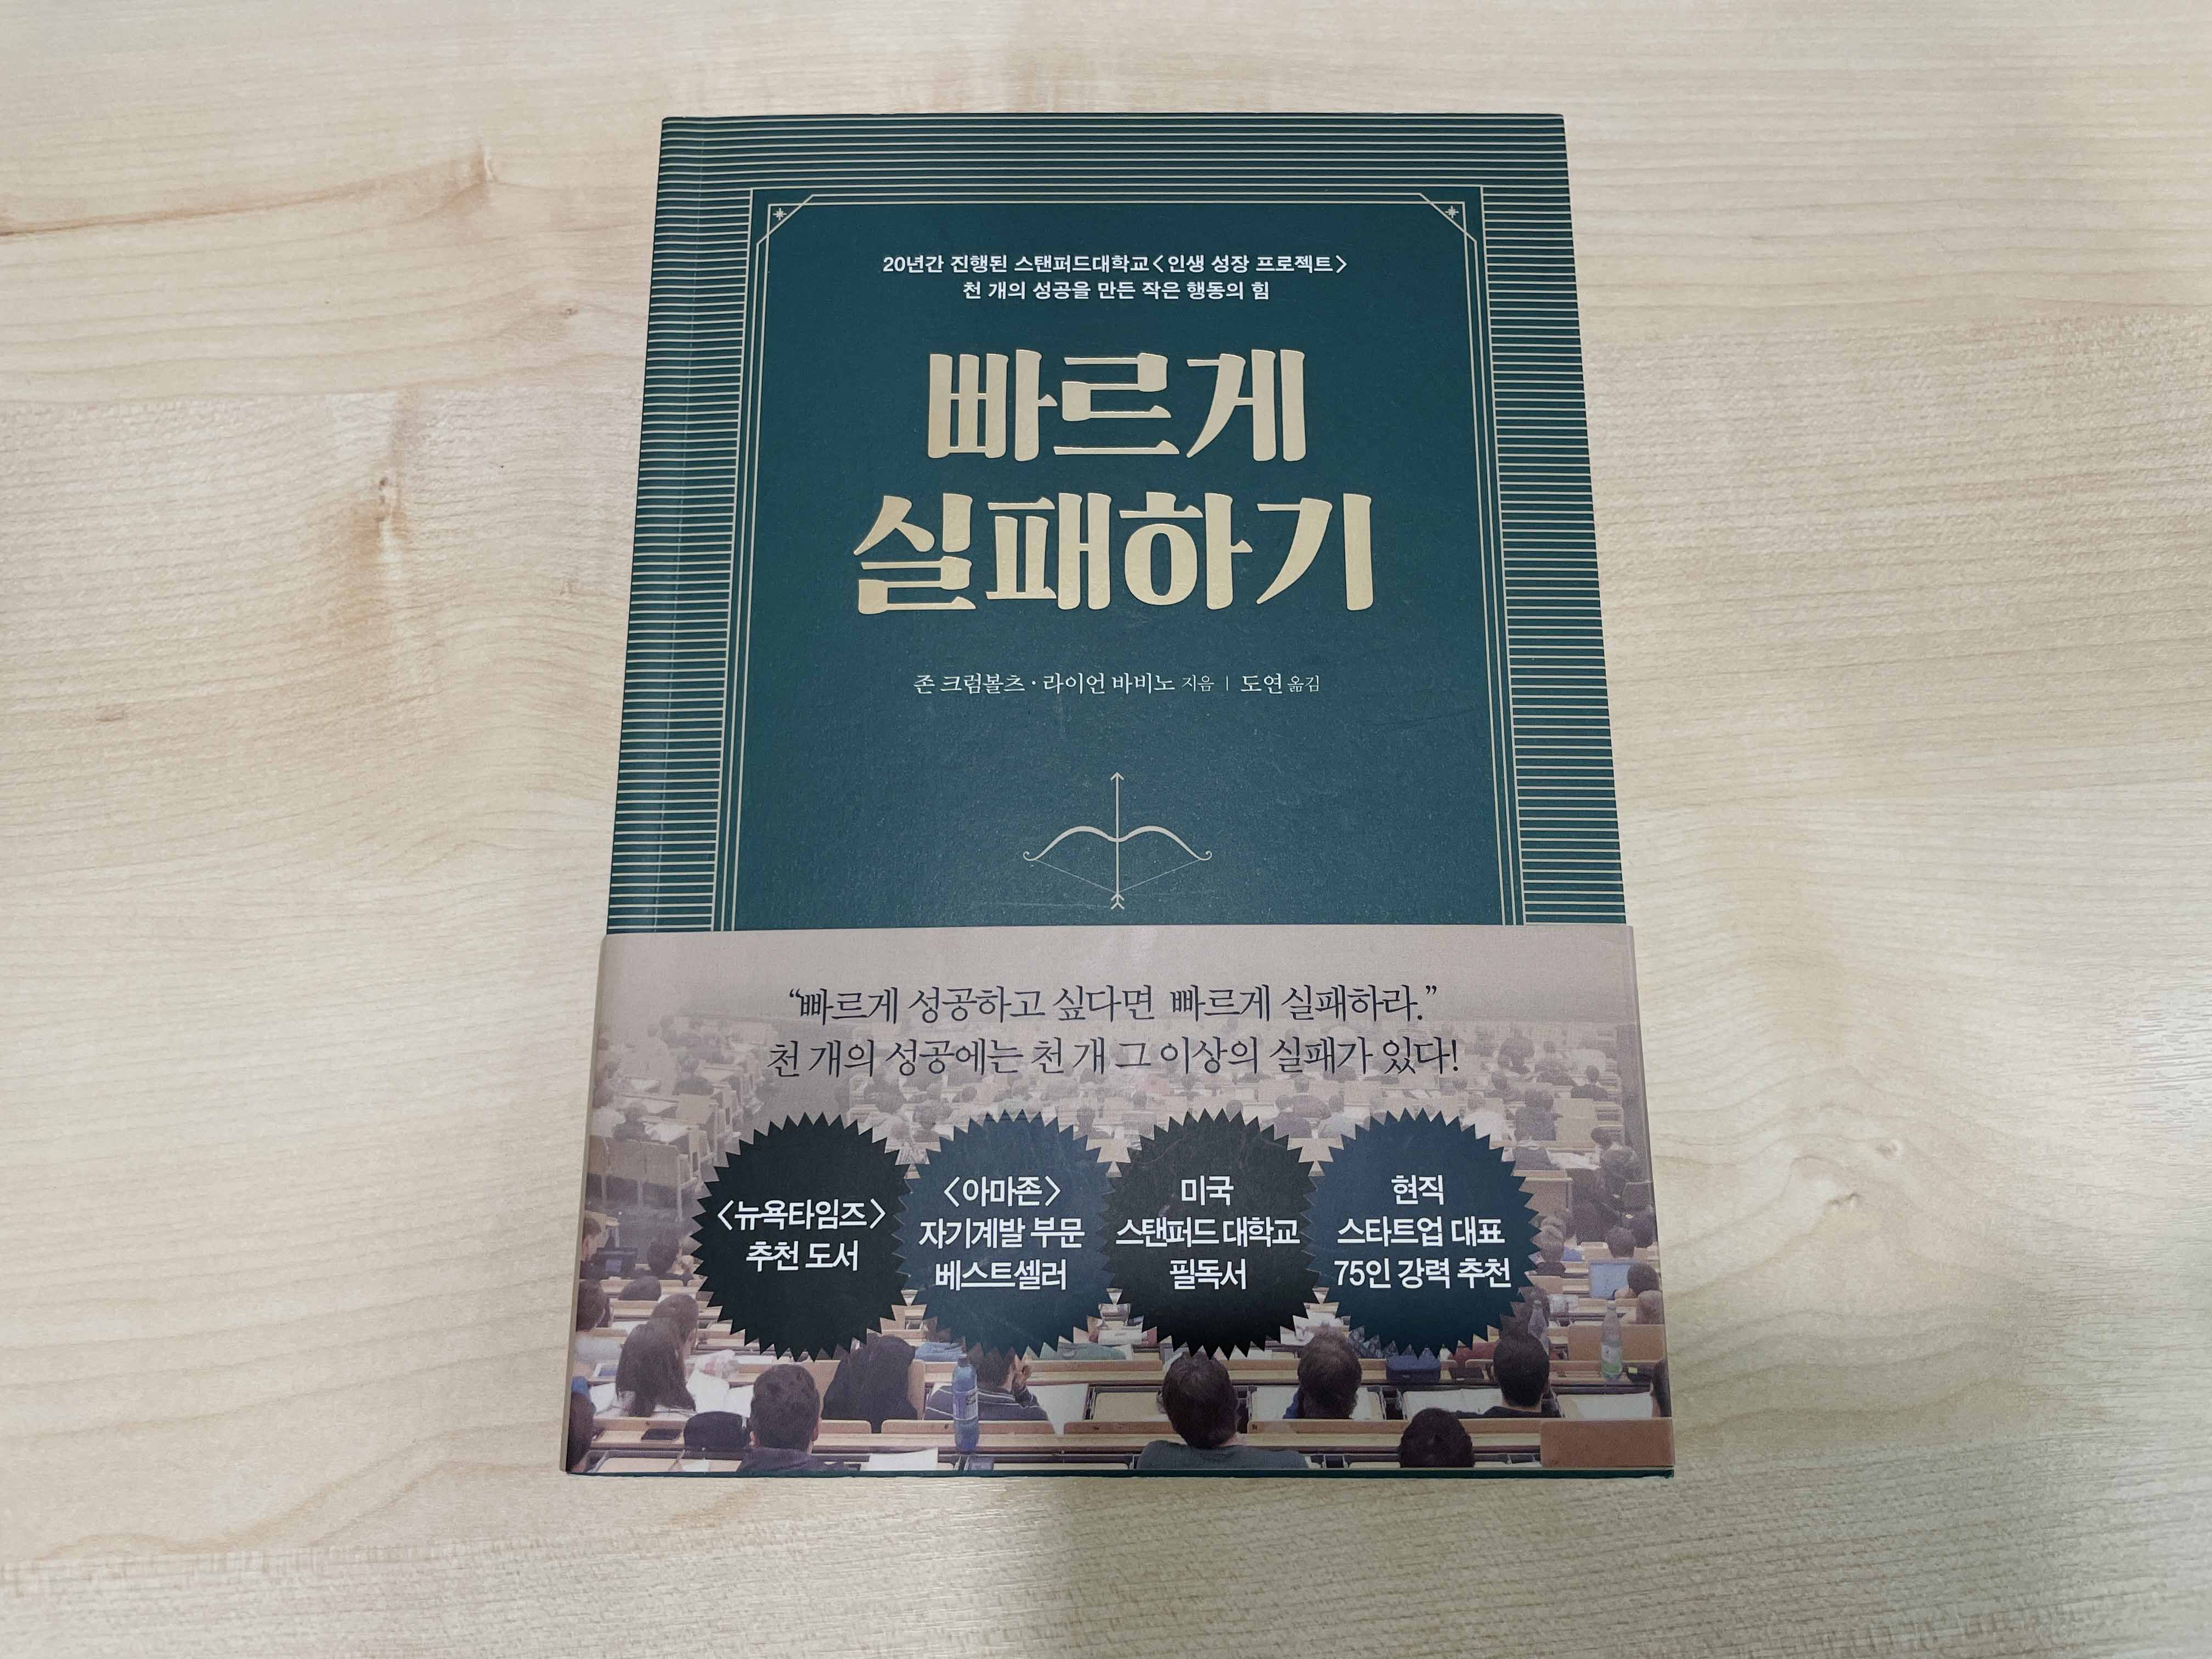 20년간 진행된 스탠퍼드대학교<인생 성장 프로젝트>
천 개의 성공을 만든 작은 행동의 힘
빠르게
실패하기
존 크럼볼츠·라이언 바비노 지음 | 도연 옮김
“빠르게 성공하고 싶다면 빠르게 실패하라.”
천 개의 성공에는 천 개 그 이상의 실패가 있다!
<뉴욕타임즈>
추천 도서
<아마존>
자기계발 부문
베스트셀러
미국
스탠퍼드 대학교
필독서
현직
스타트업 대표
75인 강력 추천